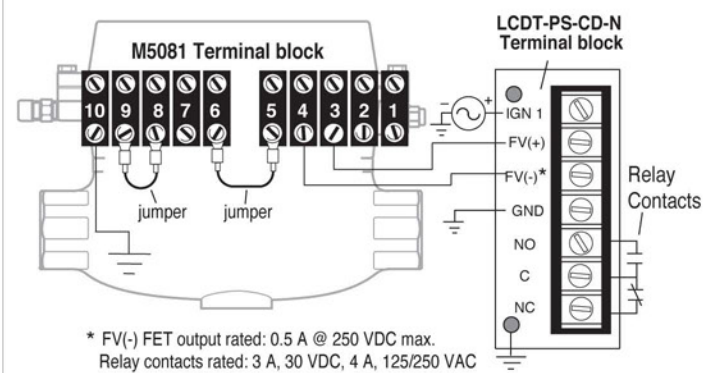 LCDT-PS-CD-N
Terminal block
M5081 Terminal block
10 9 8 7 6 5 4 3 2 1
jumper
jumper
− +
IGN 1
FV(+)
FV(-)*
GND
NO
C
NC
Relay
Contacts
* FV(-) FET output rated: 0.5 A @ 250 VDC max.
Relay contacts rated: 3 A, 30 VDC, 4 A, 125/250 VAC